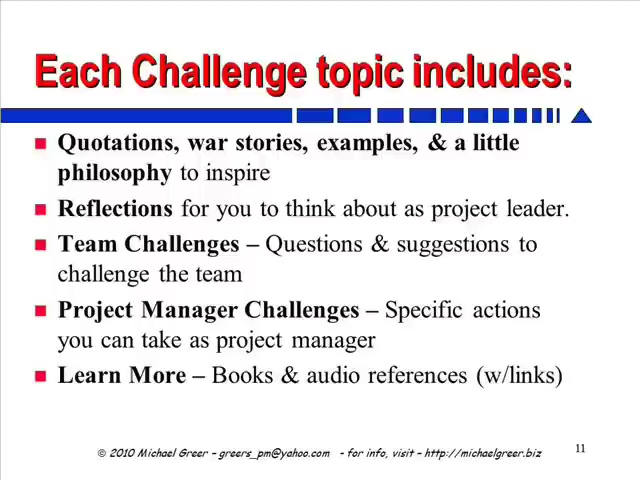 Each Challenge topic includes:
Quotations, war stories, examples, & a little
philosophy to inspire
Reflections for you to think about as project leader.
Team Challenges – Questions & suggestions to
challenge the team
Project Manager Challenges – Specific actions
you can take as project manager
Learn More – Books & audio references (w/links)
© 2010 Michael Greer – greers_pm@yahoo.com - for info, visit – http://michaelgreer.biz
11